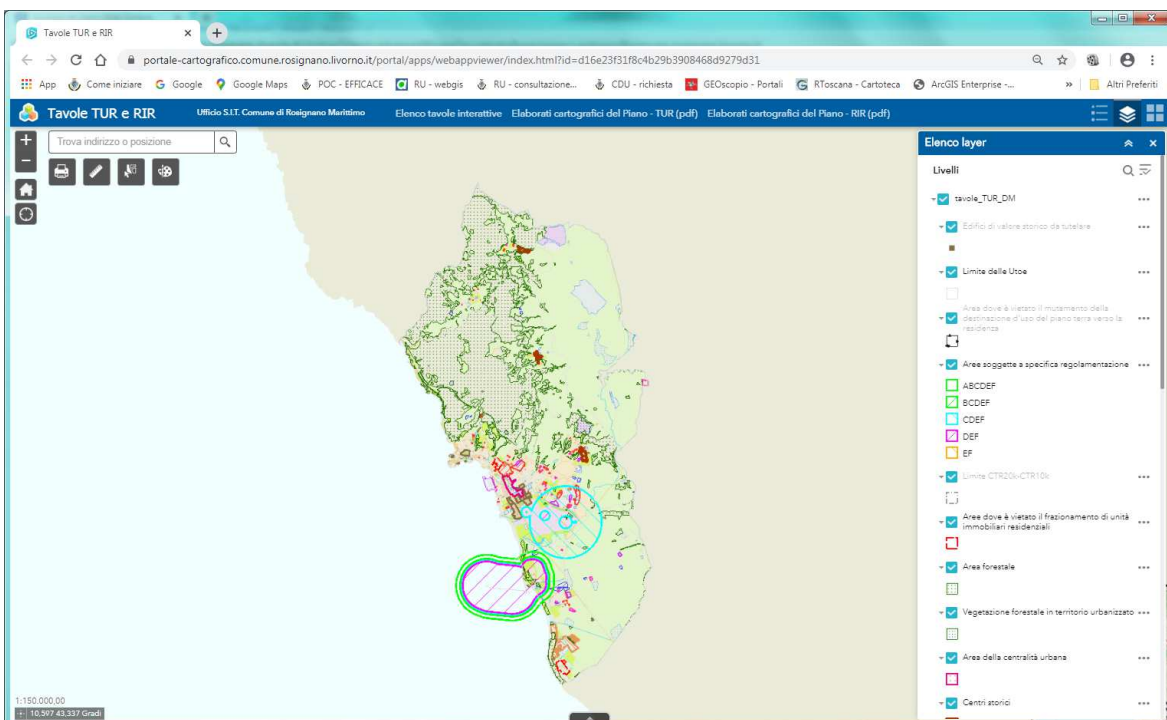 Tavole TUR e RIR
portale-cartografico.comune.rosignano.livorno.it/portal/apps/webappviewer/index.html?id=d16e23f31f8c4b29b3908468d9279d31
App Come iniziare Google Google Maps POC - EFFICACE RU - webgis RU - consultazione... CDU - richiesta GEOscopio - Portali RToscana - Cartoteca ArcGIS Enterprise -... » Altri Preferiti
Tavole TUR e RIR Ufficio S.I.T. Comune di Rosignano Marittimo Elenco tavole interattive Elaborati cartografici del Piano - TUR (pdf) Elaborati cartografici del Piano - RIR (pdf)
Trova indirizzo o posizione
Elenco layer
Livelli
tavole_TUR_DM
Edifici di valore storico da tutelare
Limite delle Utoe
Aree dove è vietato il mutamento della
destinazione d'uso del piano terra verso la
residenza
Aree soggette a specifica regolamentazione
ABCDEF
BCDEF
CDEF
DEF
EF
Limite CTR20k-CTR10k
Aree dove è vietato il frazionamento di unità
immobiliari residenziali
Area forestale
Vegetazione forestale in territorio urbanizzato
Area della centralità urbana
Centri storici
1:150.000,00
10,597 43,337 Gradi